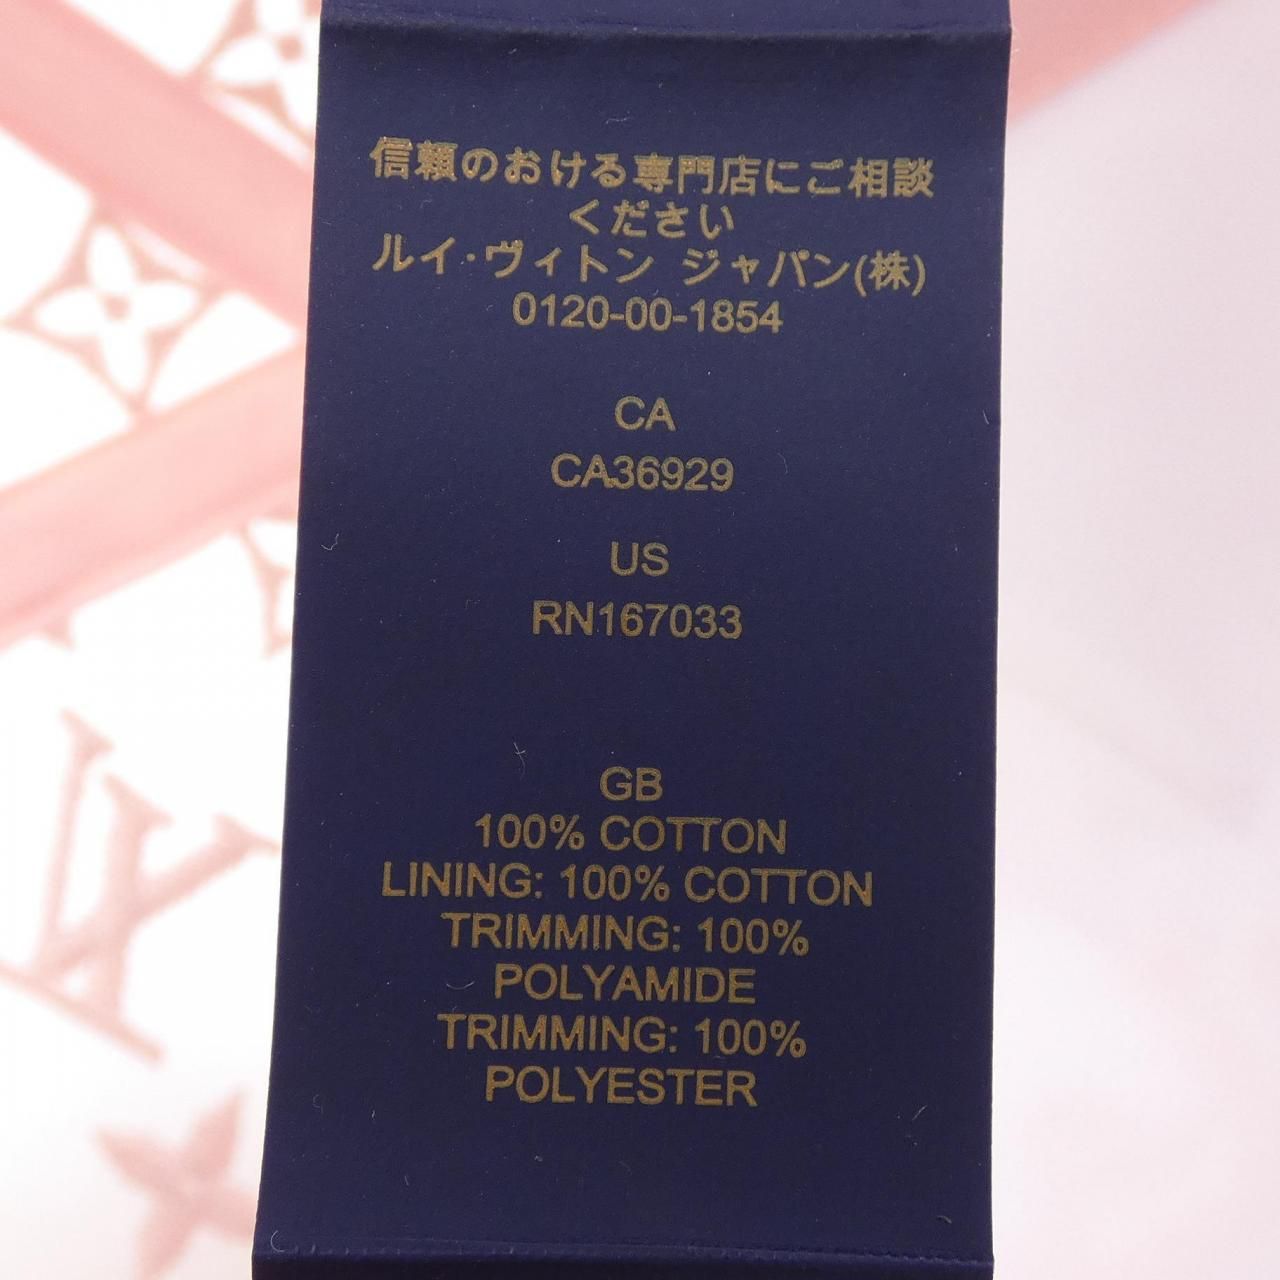 信頼のおける専門店にご相談
ください
ルイ·ヴィトン ジャパン(株)
0120-00-1854
CA
CA36929
US
RN167033
GB
100% COTTON
LINING: 100% COTTON
TRIMMING: 100%
POLYAMIDE
TRIMMING: 100%
POLYESTER